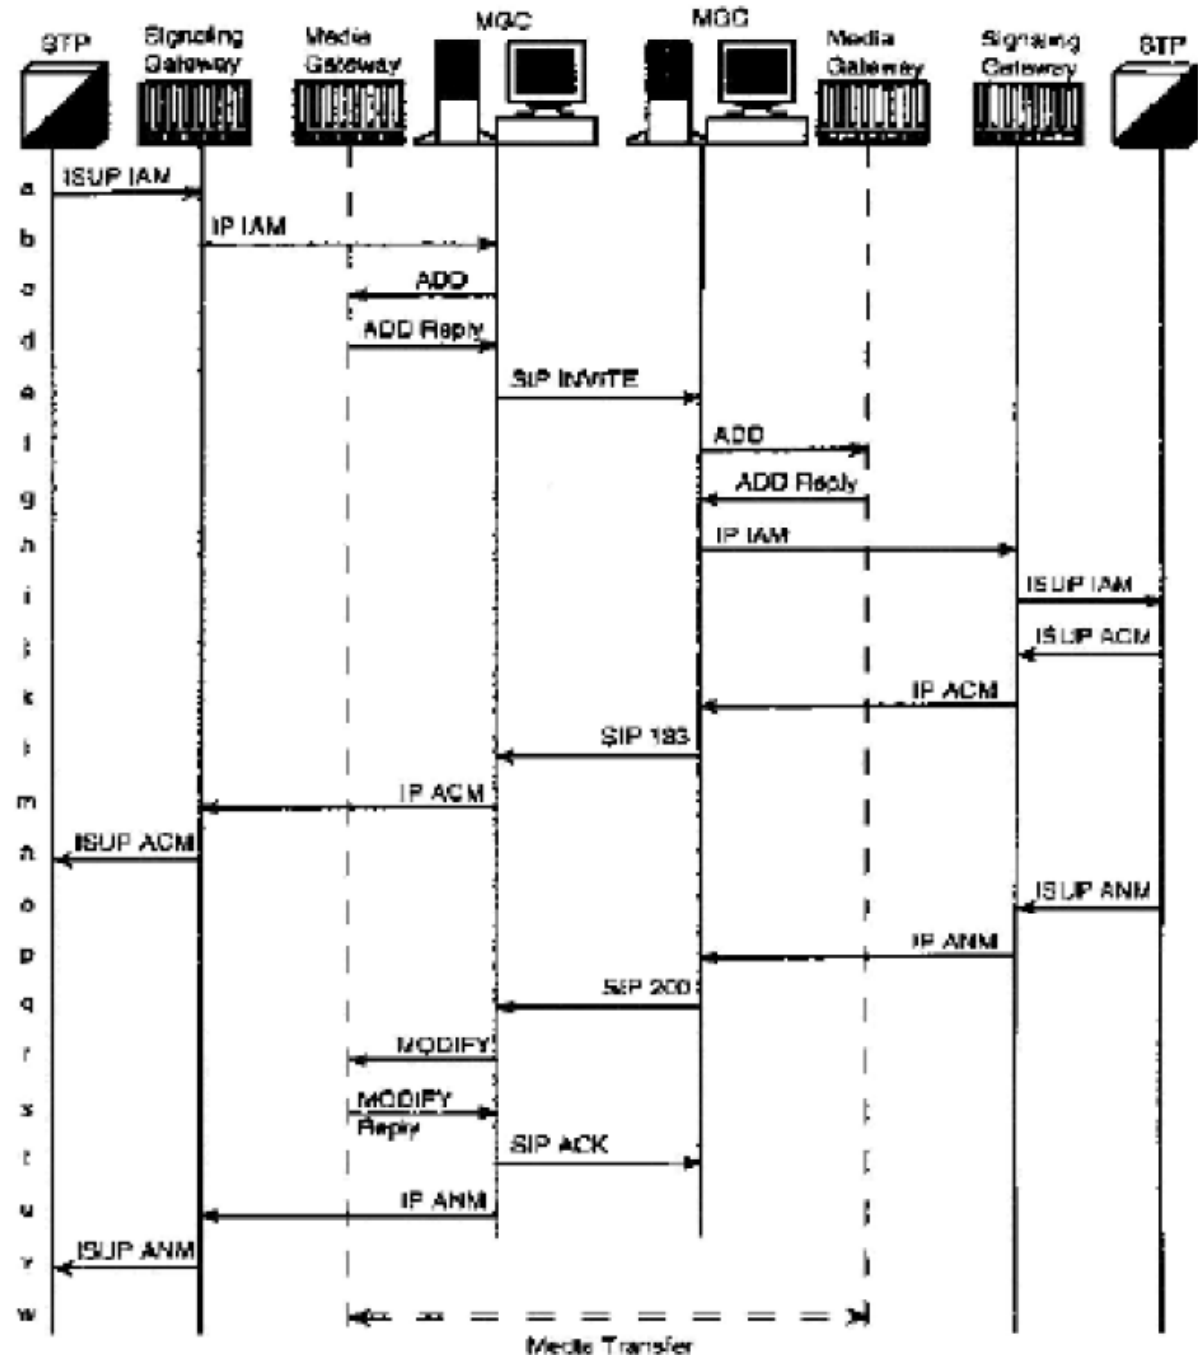 STP
Signaling
Gateway
Media
Gateway
MGC
MGC
Media
Gateway
Signaling
Gateway
STP
a
ISUP IAM
b
IP IAM
c
ADD
d
ADD Reply
e
SIP INVITE
f
ADD
g
ADD Reply
h
IP IAM
i
ISUP IAM
j
ISUP ACM
k
IP ACM
l
SIP 183
m
IP ACM
n
ISUP ACM
o
ISUP ANM
p
IP ANM
q
SIP 200
r
MODIFY
s
MODIFY
Reply
t
SIP ACK
u
IP ANM
v
ISUP ANM
w
Media Transfer